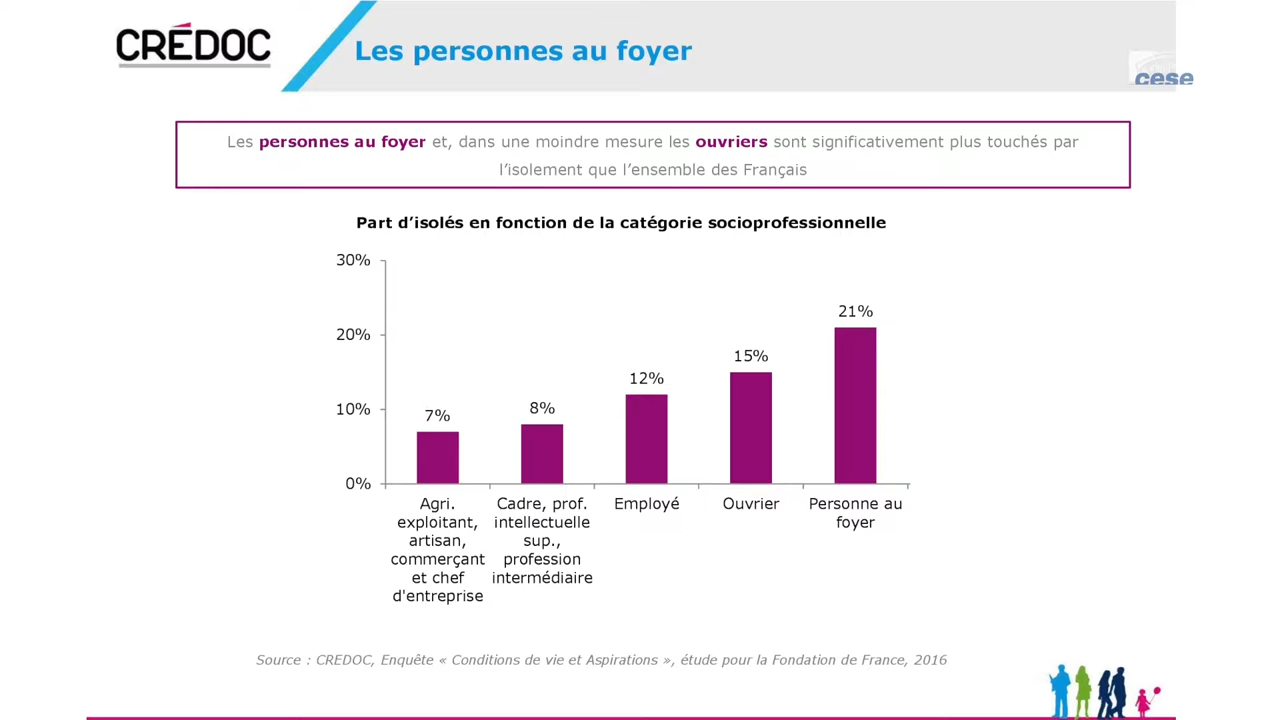 CRÉDOC
Les personnes au foyer
cese
Les personnes au foyer et, dans une moindre mesure les ouvriers sont significativement plus touchés par
l’isolement que l’ensemble des Français
Part d’isolés en fonction de la catégorie socioprofessionnelle
30%
20%
10%
0%
7%
8%
12%
15%
21%
Agri.
exploitant,
artisan,
commerçant
et chef
d'entreprise
Cadre, prof.
intellectuelle
sup.,
profession
intermédiaire
Employé
Ouvrier
Personne au
foyer
Source : CREDOC, Enquête « Conditions de vie et Aspirations », étude pour la Fondation de France, 2016